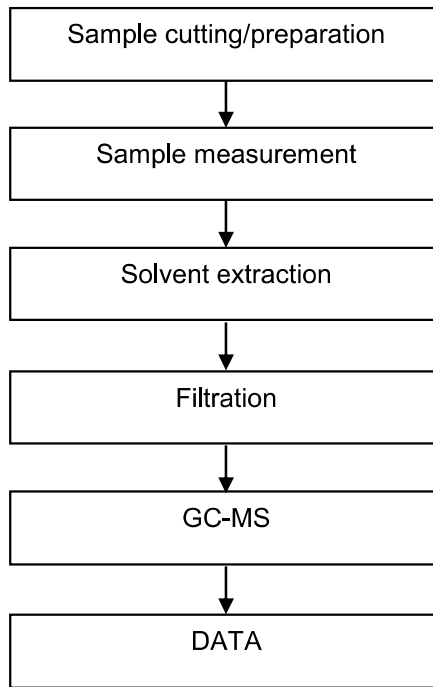 Sample cutting/preparation
Sample measurement
Solvent extraction
Filtration
GC-MS
DATA